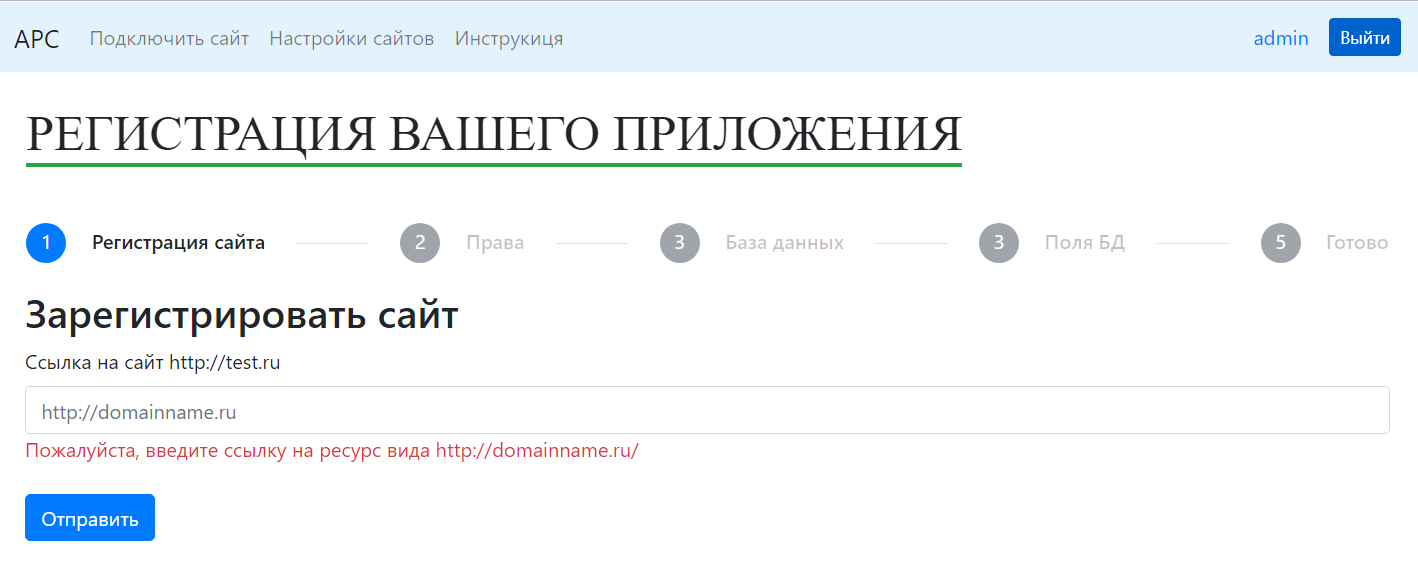 АРС Подключить сайт Настройки сайтов Инструкиця admin Выйти
РЕГИСТРАЦИЯ ВАШЕГО ПРИЛОЖЕНИЯ
1 Регистрация сайта 2 Права 3 База данных 3 Поля БД 5 Готово
Зарегистрировать сайт
Ссылка на сайт http://test.ru
http://domainname.ru
Пожалуйста, введите ссылку на ресурс вида http://domainname.ru/
Отправить